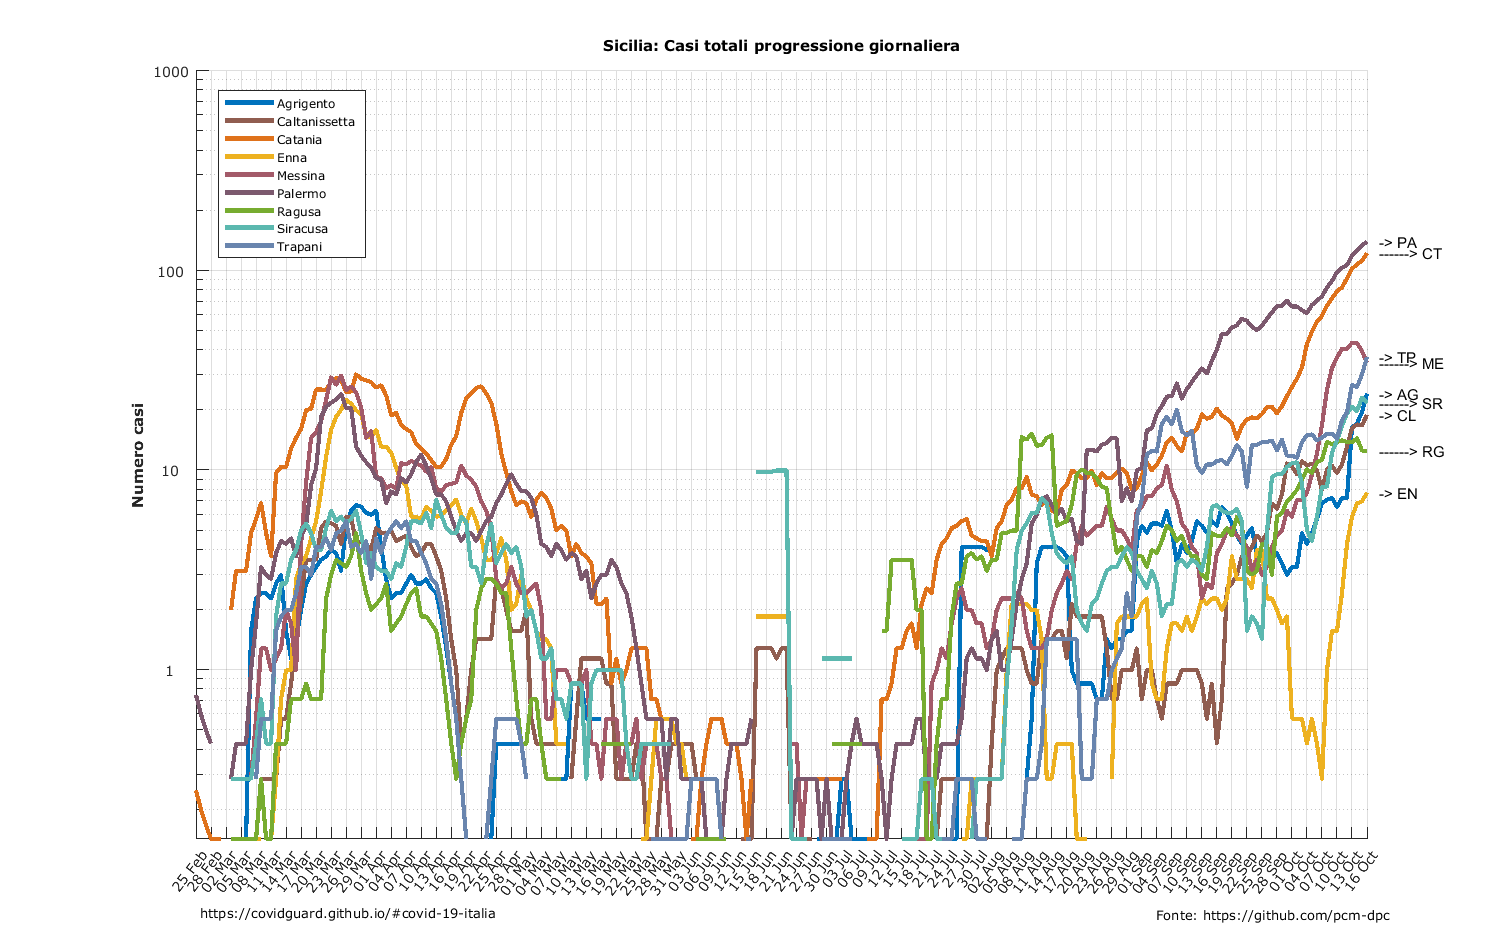 Sicilia: Casi totali progressione giornaliera
1000
100
10
1
Numero casi
Agrigento
Caltanissetta
Catania
Enna
Messina
Palermo
Ragusa
Siracusa
Trapani
-> PA
------> CT
-> TP
------> ME
-> AG
------> SR
-> CL
------> RG
-> EN
25 Feb
28 Feb
02 Mar
05 Mar
08 Mar
11 Mar
14 Mar
17 Mar
20 Mar
23 Mar
26 Mar
29 Mar
01 Apr
04 Apr
07 Apr
10 Apr
13 Apr
16 Apr
19 Apr
22 Apr
25 Apr
28 Apr
01 May
04 May
07 May
10 May
13 May
16 May
19 May
22 May
25 May
28 May
31 May
03 Jun
06 Jun
09 Jun
12 Jun
15 Jun
18 Jun
21 Jun
24 Jun
27 Jun
30 Jun
03 Jul
06 Jul
09 Jul
12 Jul
15 Jul
18 Jul
21 Jul
24 Jul
27 Jul
30 Jul
02 Aug
05 Aug
08 Aug
11 Aug
14 Aug
17 Aug
20 Aug
23 Aug
26 Aug
29 Aug
01 Sep
04 Sep
07 Sep
10 Sep
13 Sep
16 Sep
19 Sep
22 Sep
25 Sep
28 Sep
01 Oct
04 Oct
07 Oct
10 Oct
13 Oct
16 Oct
https://covidguard.github.io/#covid-19-italia
Fonte: https://github.com/pcm-dpc